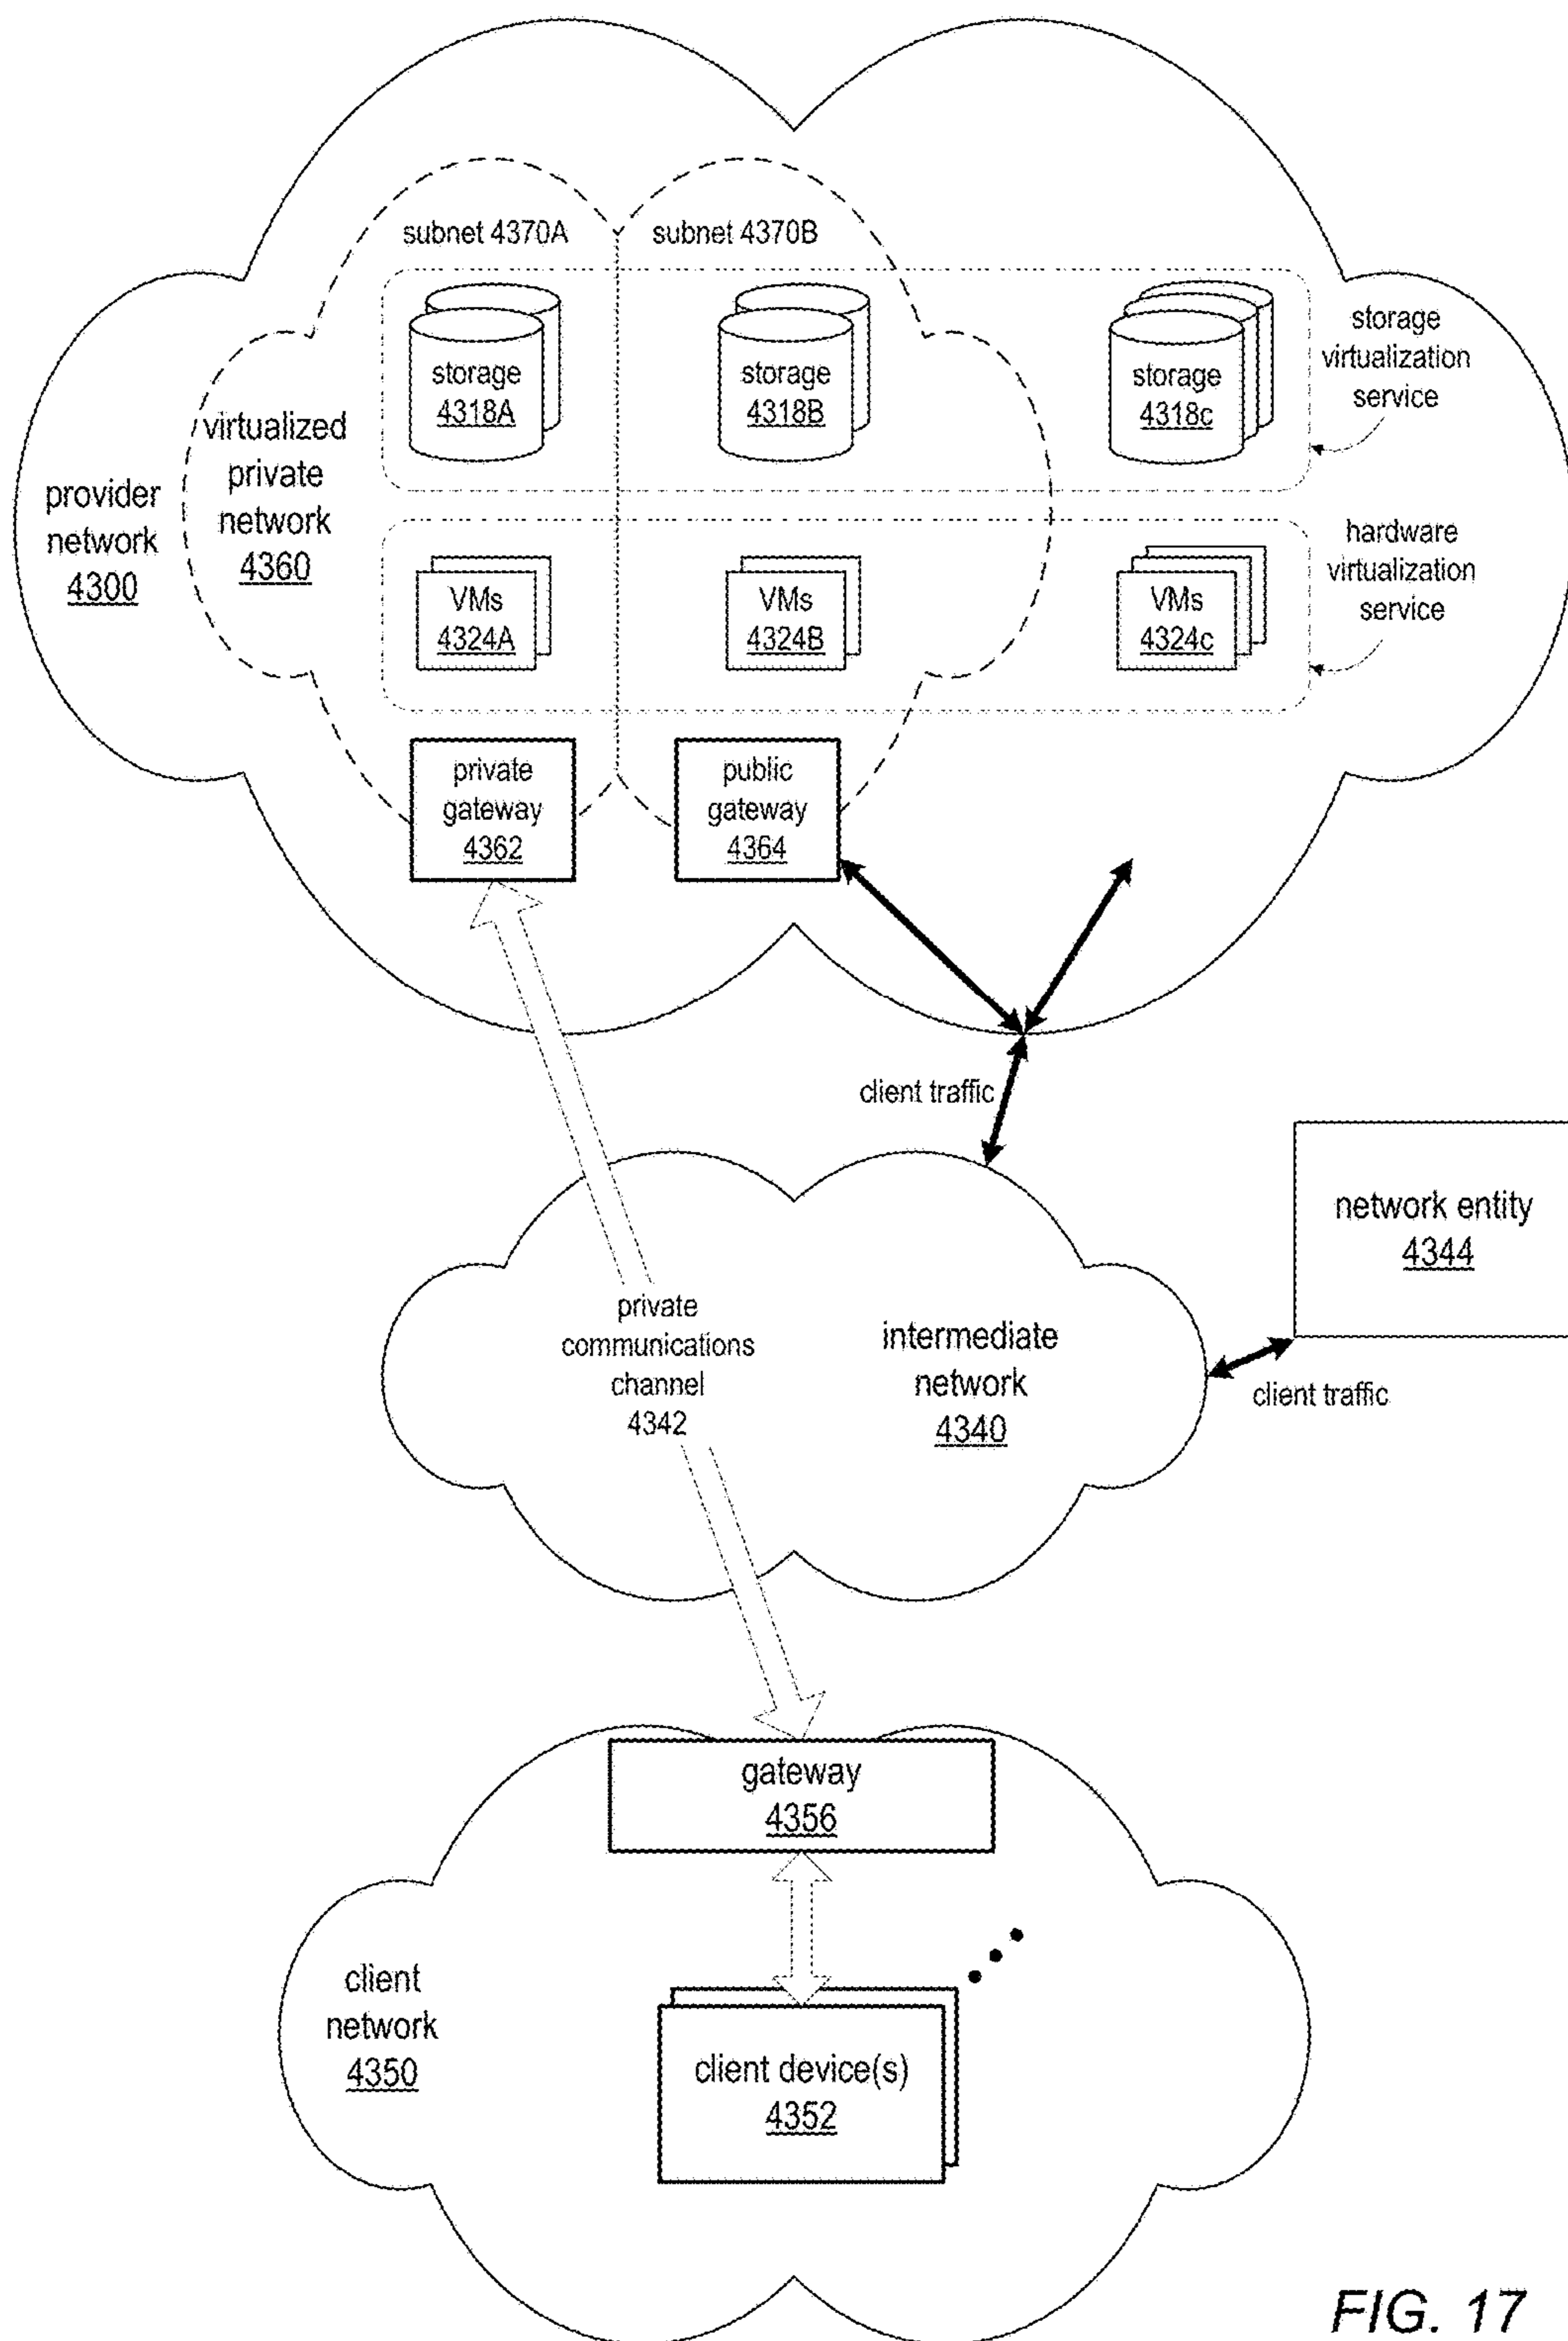 subnet 4370A
subnet 4370B
storage
4318A
storage
4318B
storage
4318c
storage
virtualization
service
virtualized
private
network
4360
provider
network
4300
VMs
4324A
VMs
4324B
VMs
4324c
hardware
virtualization
service
private
gateway
4362
public
gateway
4364
client traffic
network entity
4344
private
communications
channel
4342
intermediate
network
4340
client traffic
gateway
4356
client
network
4350
client device(s)
4352
FIG. 17